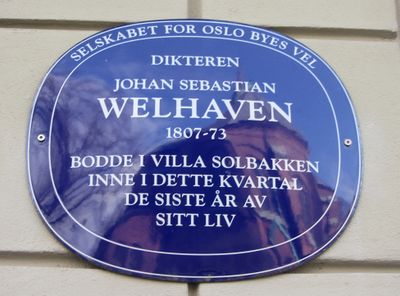 SELSKABET FOR OSLO BYES VEL
DIKTEREN
JOHAN SEBASTIAN
WELHAVEN
1807-73
BODDE I VILLA SOLBAKKEN
INNE I DETTE KVARTAL
DE SISTE ÅR AV
SITT LIV